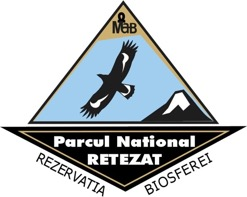 MaB
Parcul National
RETEZAT
REZERVATIA BIOSFEREI